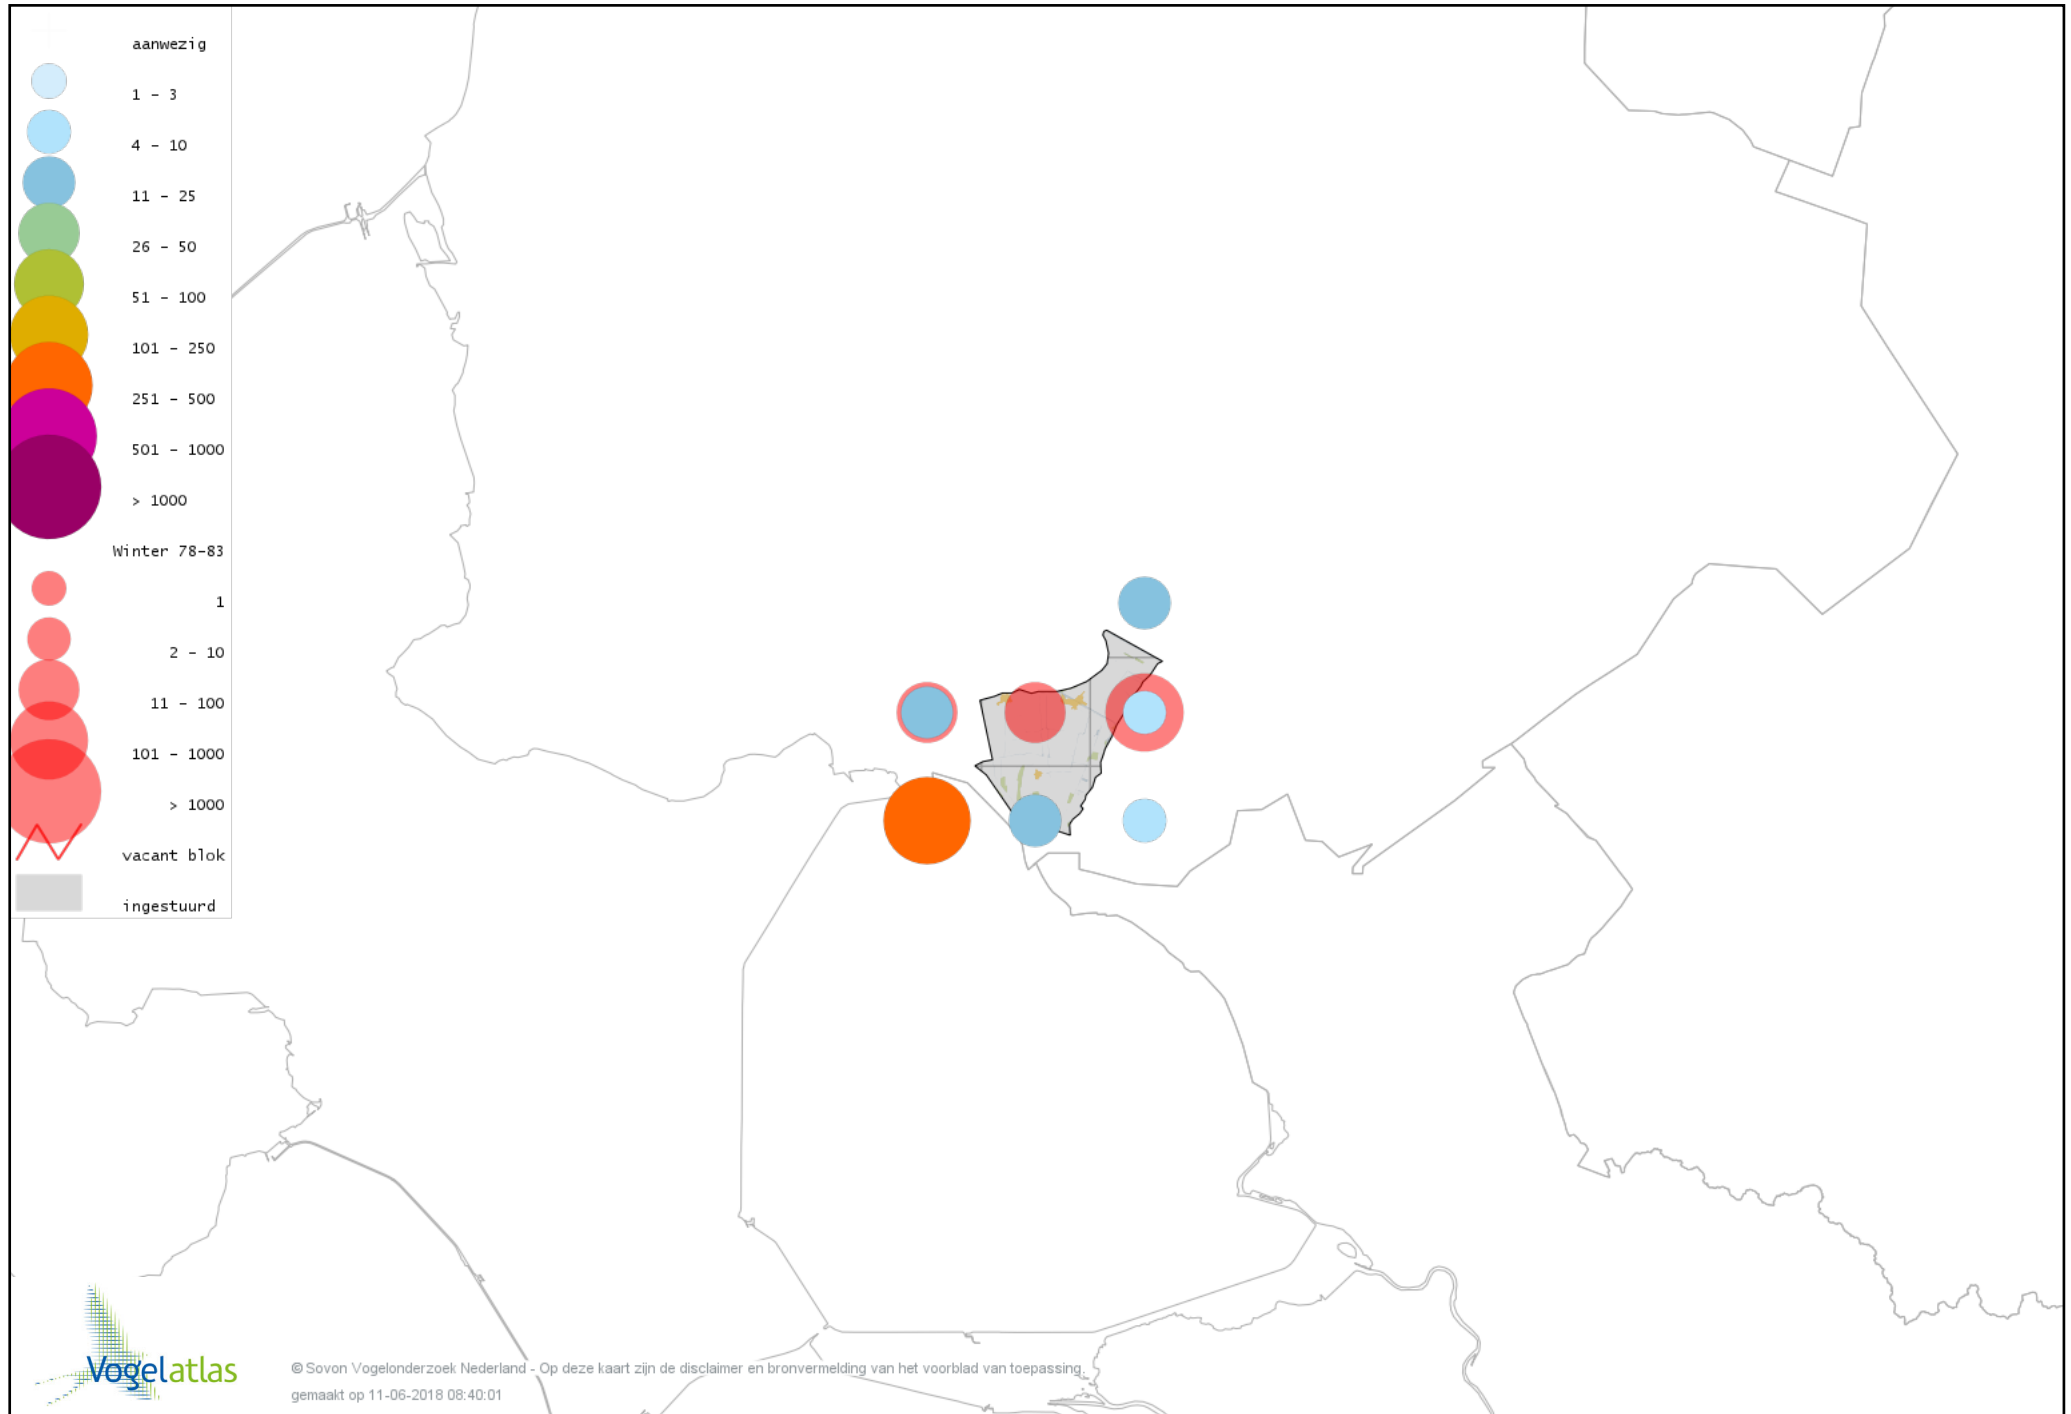 aanwezig
1 - 3
4 - 10
11 - 25
26 - 50
51 - 100
101 - 250
251 - 500
501 - 1000
> 1000
Winter 78-83
1
2 - 10
11 - 100
101 - 1000
> 1000
vacant blok
ingestuurd
Vogelatlas
© Sovon Vogelonderzoek Nederland - Op deze kaart zijn de disclaimer en bronvermelding van het voorblad van toepassing.
gemaakt op 11-06-2018 08:40:01